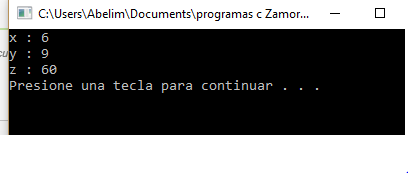 C:\Users\Abelim\Documents\programas c Zamor...
x : 6
y : 9
z : 60
Presione una tecla para continuar . . .